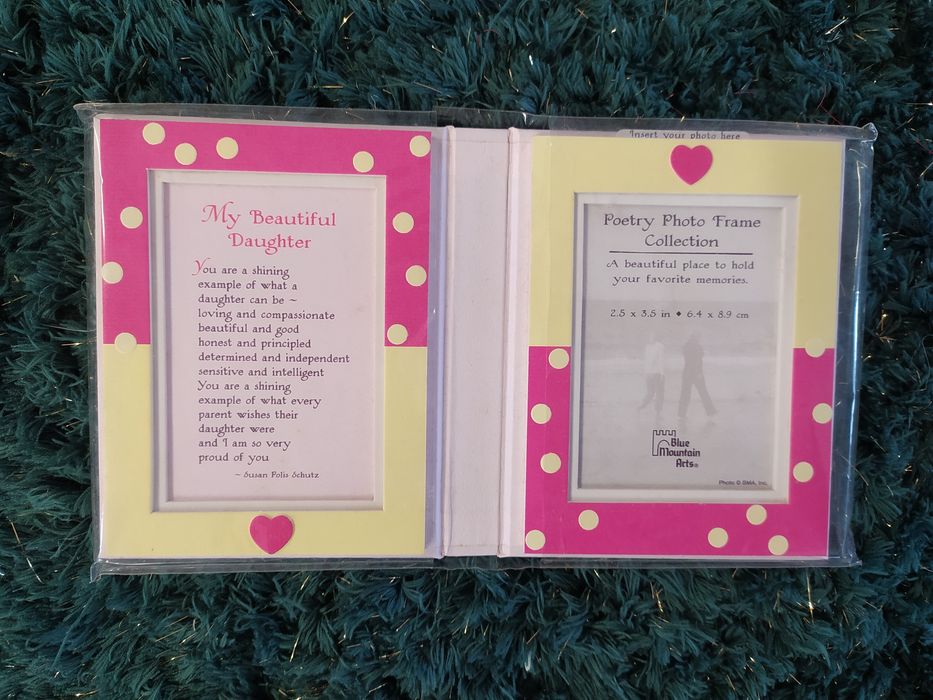 My Beautiful
Daughter
You are a shining
example of what a
daughter can be ~
loving and compassionate
beautiful and good
honest and principled
determined and independent
sensitive and intelligent
You are a shining
example of what every
parent wishes their
daughter were
and I am so very
proud of you
~ Susan Polis Schutz
Insert your photo here
Poetry Photo Frame
Collection
A beautiful place to hold
your favorite memories.
2.5 x 3.5 in ◆ 6.4 x 8.9 cm
Blue
Mountain
Arts®
Photo © BMA, Inc.